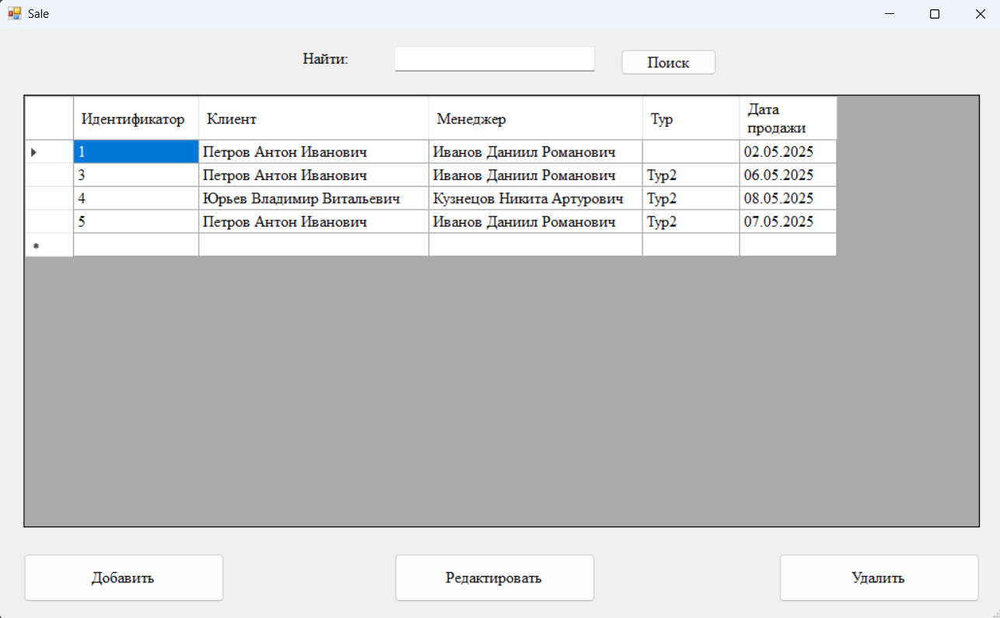 Sale
Найти:
Поиск
Идентификатор Клиент Менеджер Тур Дата продажи
1 Петров Антон Иванович Иванов Даниил Романович 02.05.2025
3 Петров Антон Иванович Иванов Даниил Романович Тур2 06.05.2025
4 Юрьев Владимир Витальевич Кузнецов Никита Артурович Тур2 08.05.2025
5 Петров Антон Иванович Иванов Даниил Романович Тур2 07.05.2025
Добавить
Редактировать
Удалить